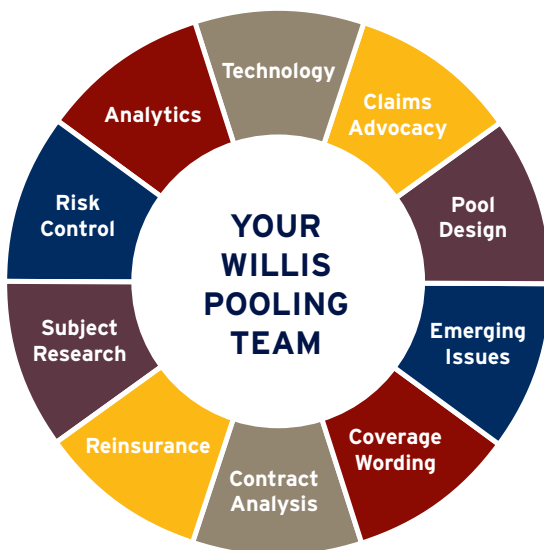 Technology
Claims
Advocacy
Pool
Design
Emerging
Issues
Coverage
Wording
Contract
Analysis
Reinsurance
Subject
Research
Risk
Control
Analytics
YOUR
WILLIS
POOLING
TEAM